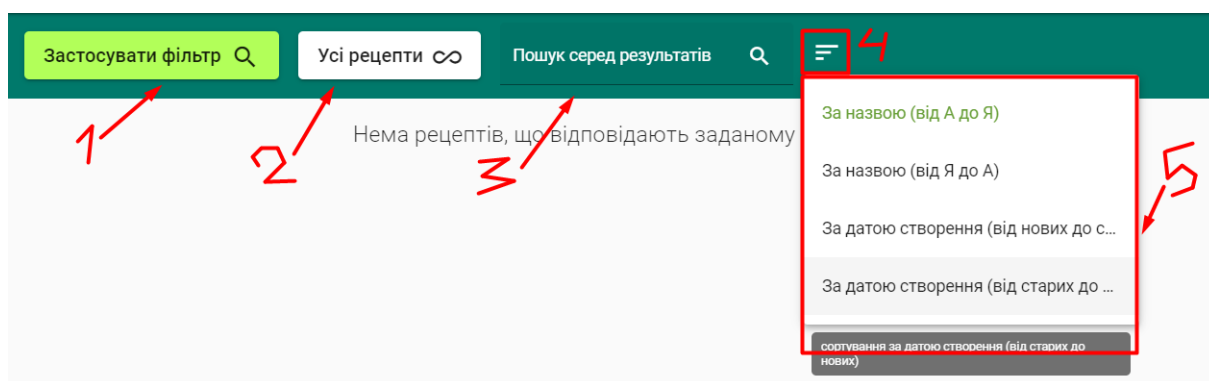 Застосувати фільтр
Усі рецепти
Пошук серед результатів
4
1
2
3
5
Нема рецептів, що відповідають заданому
За назвою (від А до Я)
За назвою (від Я до А)
За датою створення (від нових до с...
За датою створення (від старих до ...
сортування за датою створення (від старих до
нових)